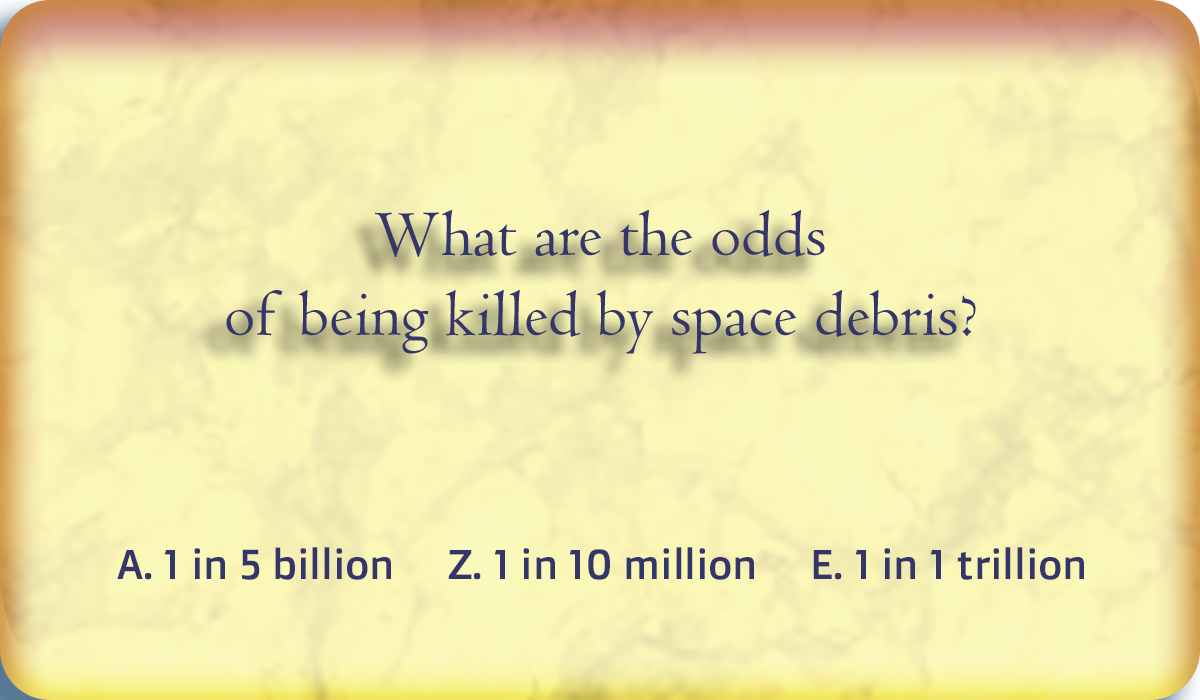 What are the odds
of being killed by space debris?
A. 1 in 5 billion Z. 1 in 10 million E. 1 in 1 trillion